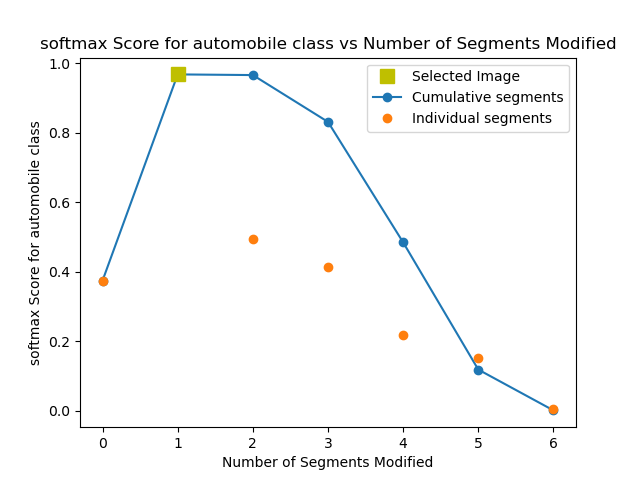 softmax Score for automobile class vs Number of Segments Modified
Selected Image
Cumulative segments
Individual segments
softmax Score for automobile class
1.0
0.8
0.6
0.4
0.2
0.0
0 1 2 3 4 5 6
Number of Segments Modified